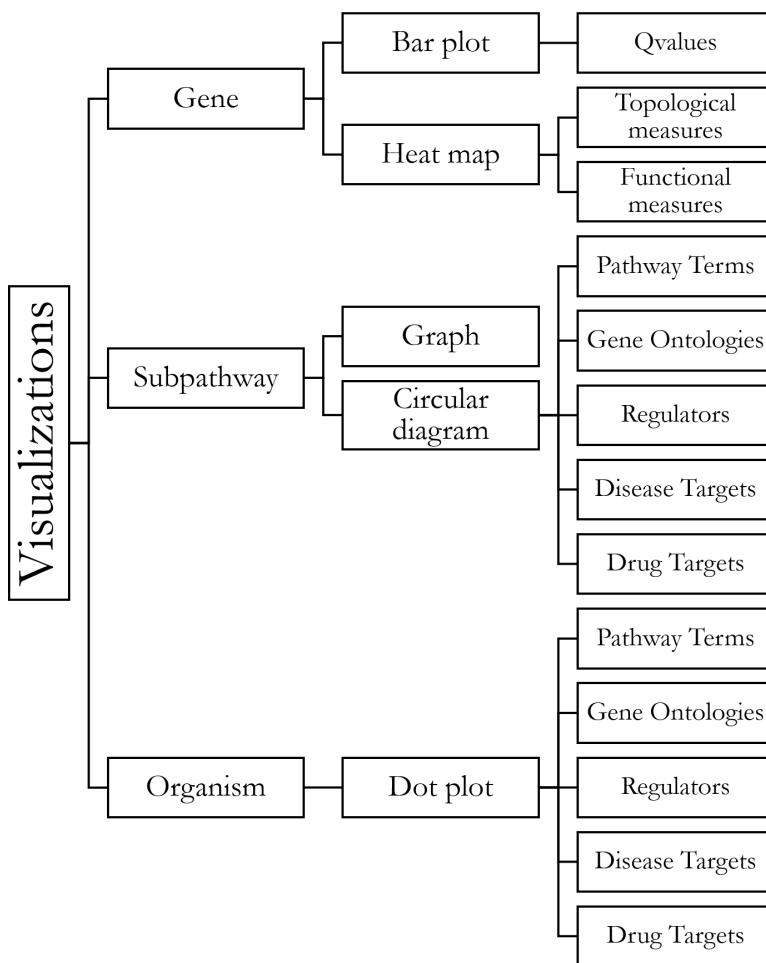 Visualizations
Gene
Bar plot
Qvalues
Heat map
Topological
measures
Functional
measures
Subpathway
Graph
Circular
diagram
Pathway Terms
Gene Ontologies
Regulators
Disease Targets
Drug Targets
Organism
Dot plot
Pathway Terms
Gene Ontologies
Regulators
Disease Targets
Drug Targets